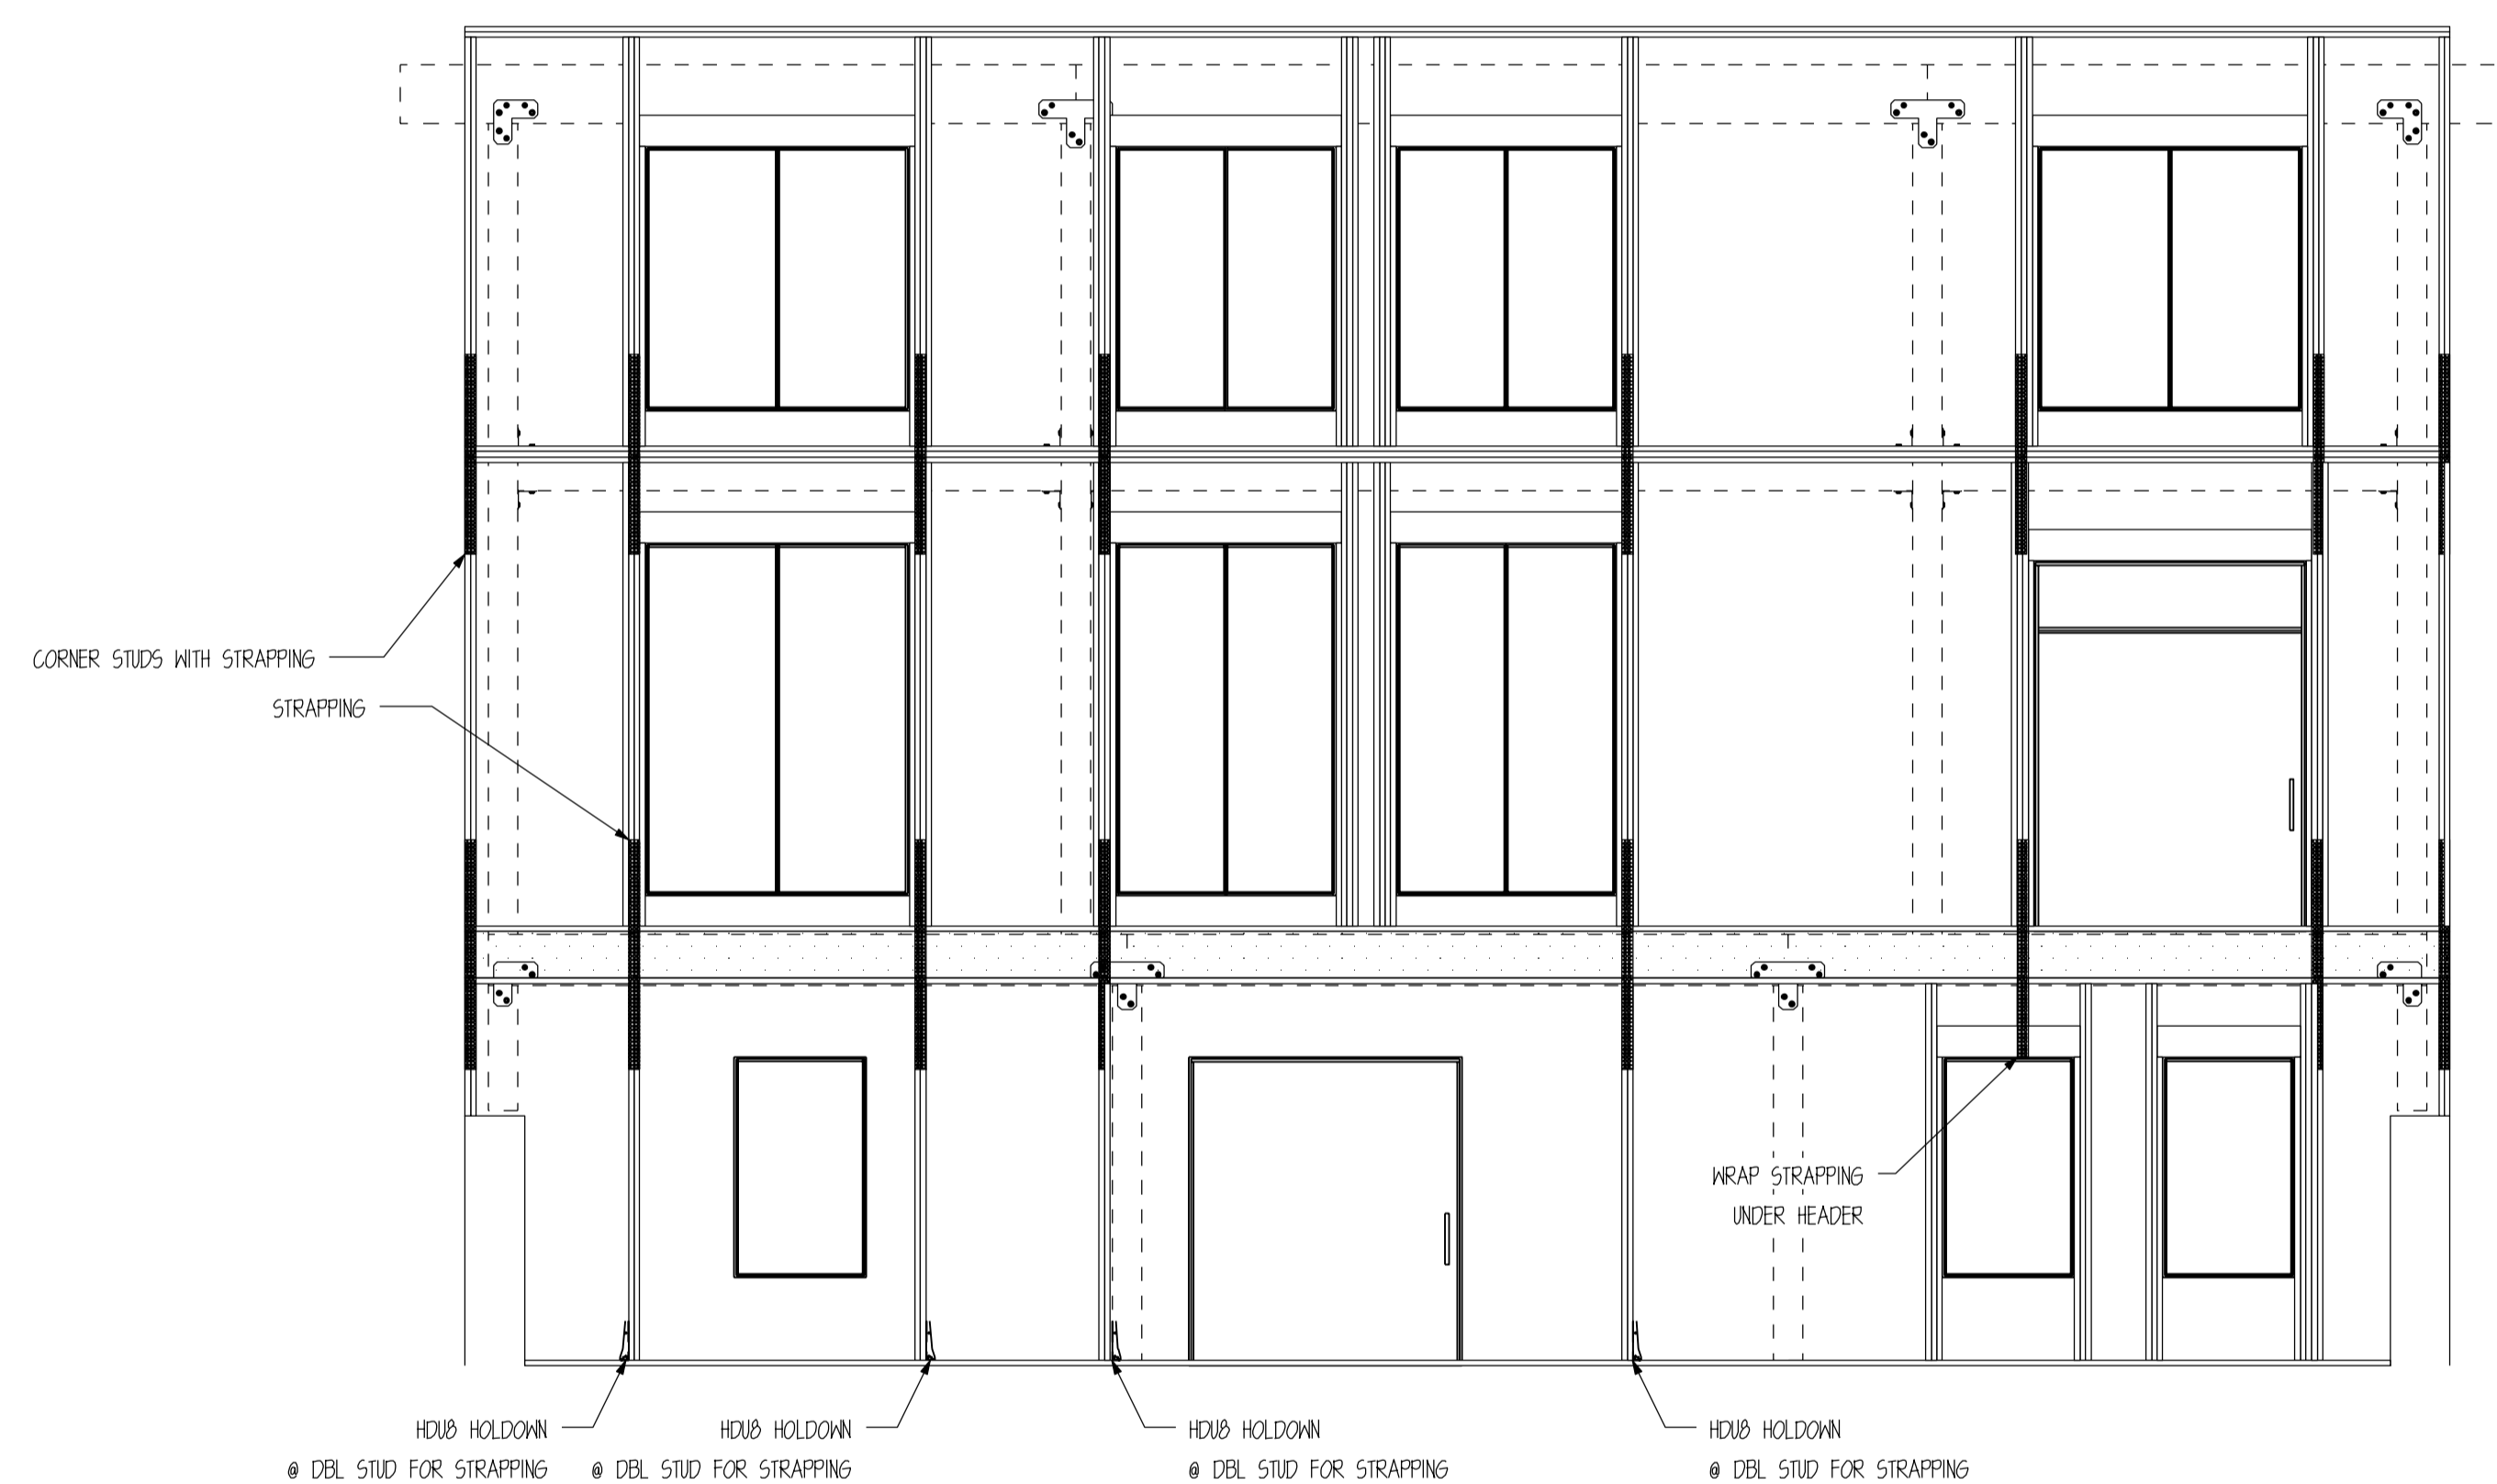 CORNER STUDS WITH STRAPPING
STRAPPING
WRAP STRAPPING
UNDER HEADER
HDU8 HOLDOWN
@ DBL STUD FOR STRAPPING
HDU8 HOLDOWN
@ DBL STUD FOR STRAPPING
HDU8 HOLDOWN
@ DBL STUD FOR STRAPPING
HDU8 HOLDOWN
@ DBL STUD FOR STRAPPING